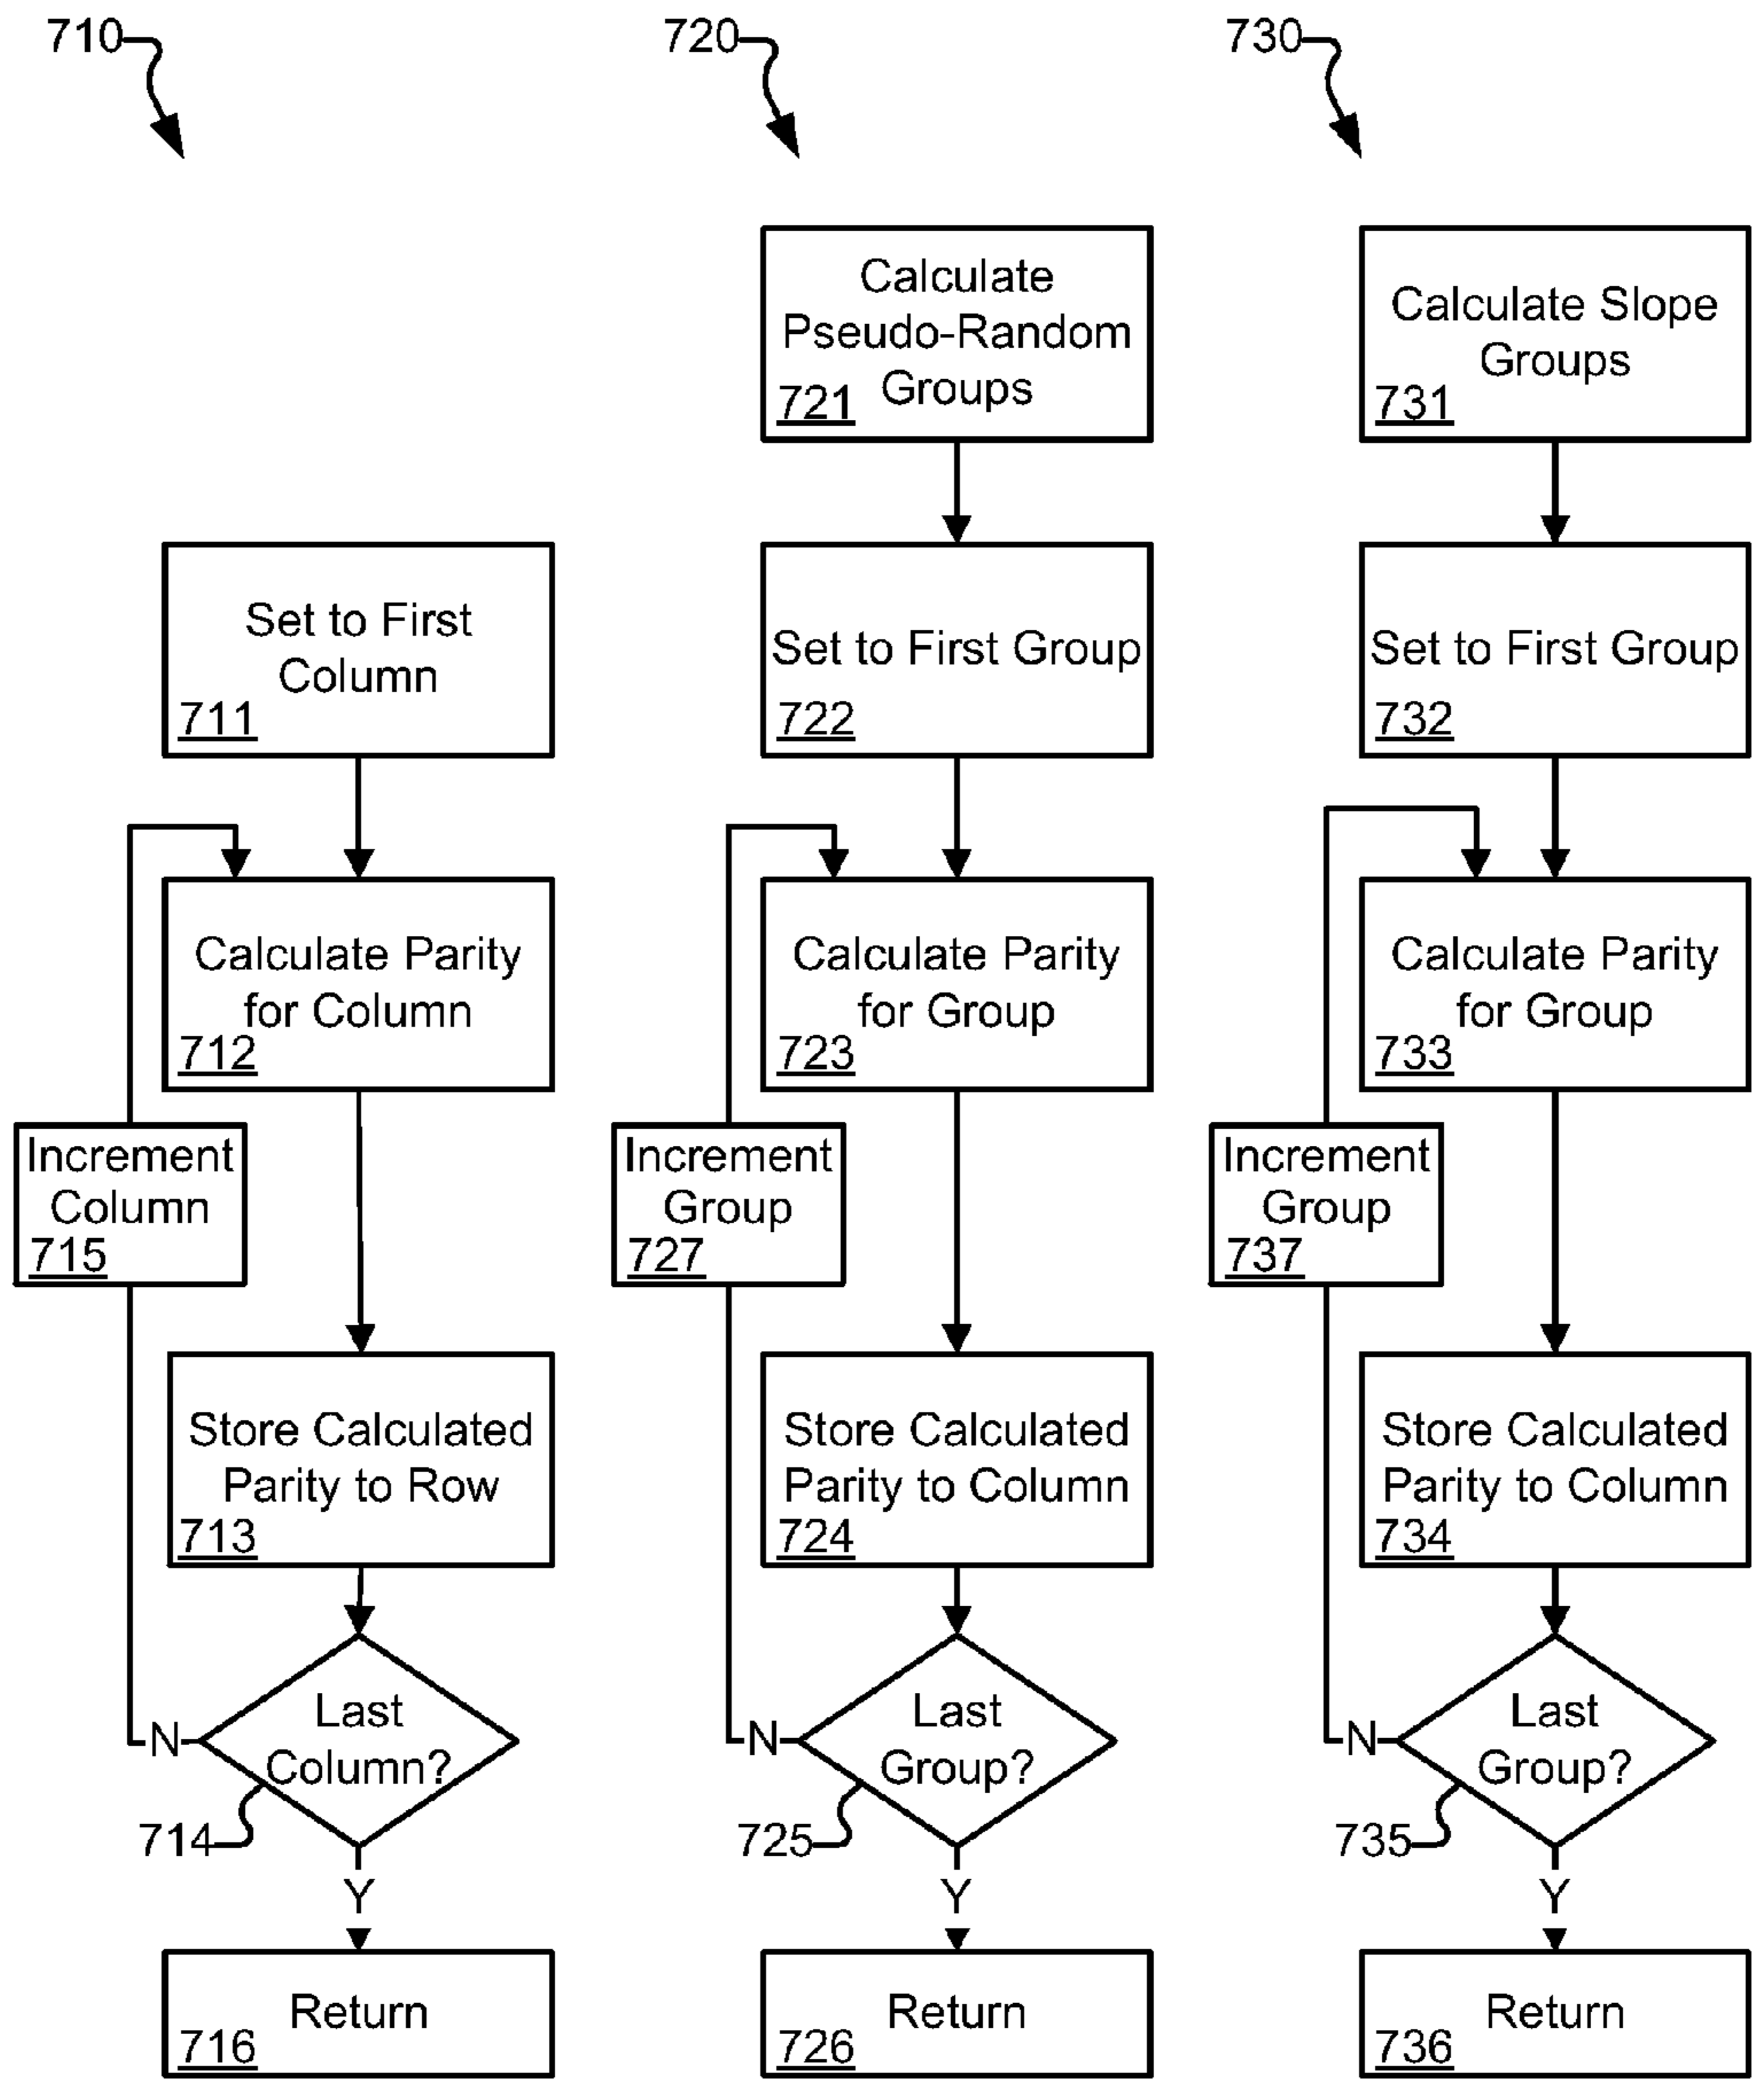 710
720
730
Set to First
Column
711
Calculate Parity
for Column
712
Increment
Column
715
Store Calculated
Parity to Row
713
Last
Column?
N
714
Y
Return
716
Calculate
Pseudo-Random
Groups
721
Set to First Group
722
Calculate Parity
for Group
723
Increment
Group
727
Store Calculated
Parity to Column
724
Last
Group?
N
725
Y
Return
726
Calculate Slope
Groups
731
Set to First Group
732
Calculate Parity
for Group
733
Increment
Group
737
Store Calculated
Parity to Column
734
Last
Group?
N
735
Y
Return
736